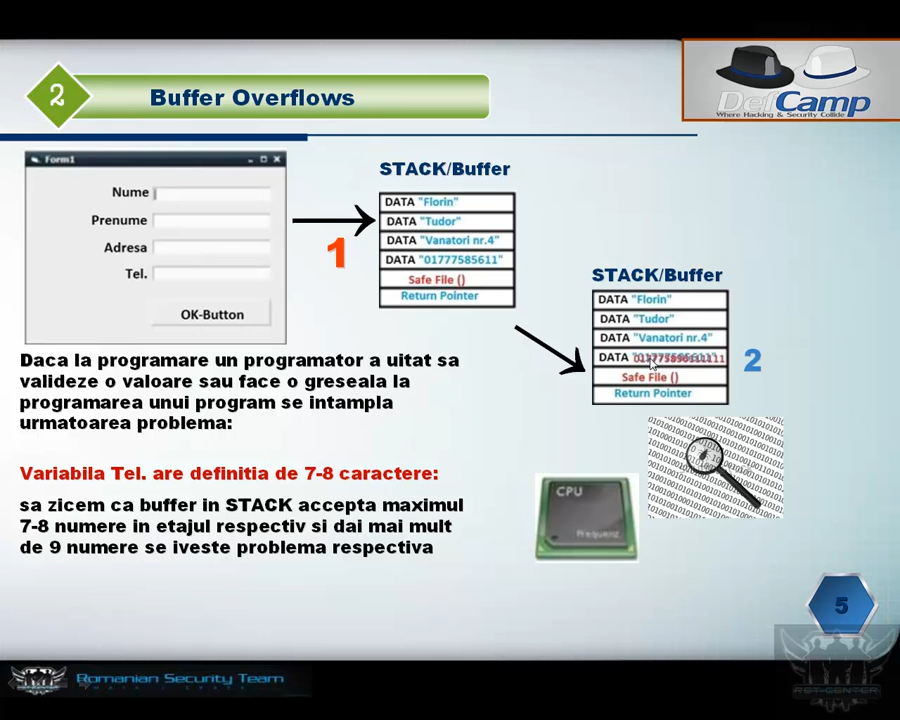 2
Buffer Overflows
DefCamp
Where Hacking & Security Collide
Form1
Nume
Prenume
Adresa
Tel.
OK-Button
1
STACK/Buffer
DATA "Florin"
DATA "Tudor"
DATA "Vanatori nr.4"
DATA "01777585611"
Safe File ()
Return Pointer
STACK/Buffer
DATA "Florin"
DATA "Tudor"
DATA "Vanatori nr.4"
DATA
Safe File ()
Return Pointer
2
Daca la programare un programator a uitat sa
valideze o valoare sau face o greseala la
programarea unui program se intampla
urmatoarea problema:
Variabila Tel. are definitia de 7-8 caractere:
sa zicem ca buffer in STACK accepta maximul
7-8 numere in etajul respectiv si dai mai mult
de 9 numere se iveste problema respectiva
CPU
Frequenz
5
Romanian Security Team
RST-CENTER